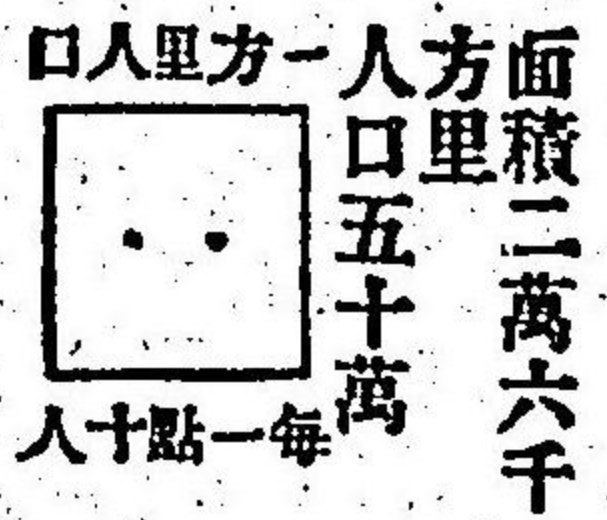 面積二萬六千
方里
人口五十萬
一方里人口
每一點十人